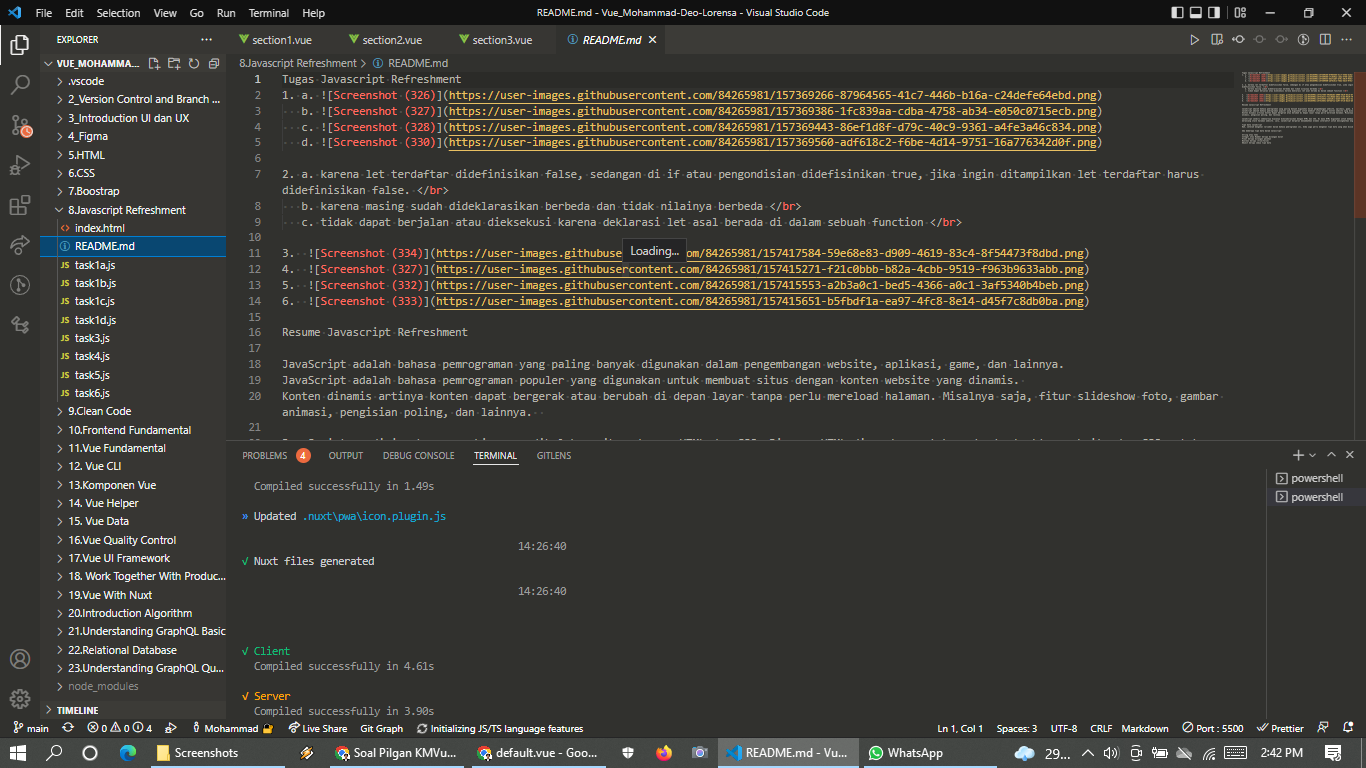 File Edit Selection View Go Run Terminal Help
README.md - Vue_Mohammad-Deo-Lorensa - Visual Studio Code
EXPLORER
section1.vue
section2.vue
section3.vue
README.md
VUE_MOHAMMA...
.vscode
2_Version Control and Branch ...
3_Introduction UI dan UX
4_Figma
5.HTML
6.CSS
7.Boostrap
8.Javascript Refreshment
index.html
README.md
task1a.js
task1b.js
task1c.js
task1d.js
task3.js
task4.js
task5.js
task6.js
9.Clean Code
10.Frontend Fundamental
11.Vue Fundamental
12. Vue CLI
13.Komponen Vue
14. Vue Helper
15. Vue Data
16.Vue Quality Control
17.Vue UI Framework
18. Work Together With Produc...
19.Vue With Nuxt
20.Introduction Algorithm
21.Understanding GraphQL Basic
22.Relational Database
23.Understanding GraphQL Qu...
node_modules
TIMELINE
8.Javascript Refreshment > README.md
1 Tugas Javascript Refreshment
2 1. a. ![Screenshot (326)](https://user-images.githubusercontent.com/84265981/157369266-87964565-41c7-446b-b16a-c24defe64ebd.png)
3 b. ![Screenshot (327)](https://user-images.githubusercontent.com/84265981/157369386-1fc839aa-cdba-4758-ab34-e050c0715ecb.png)
4 c. ![Screenshot (328)](https://user-images.githubusercontent.com/84265981/157369443-86ef1d8f-d79c-40c9-9361-a4fe3a46c834.png)
5 d. ![Screenshot (330)](https://user-images.githubusercontent.com/84265981/157369560-adf618c2-f6be-4d14-9751-16a776342d0f.png)
6
7 2. a. karena let terdaftar didefinisikan false, sedangan di if atau pengondisian didefisinikan true, jika ingin ditampilkan let terdaftar harus
didefinisikan false. </br>
8 b. karena masing sudah dideklarasikan berbeda dan tidak nilainya berbeda </br>
9 c. tidak dapat berjalan atau dieksekusi karena deklarasi let asal berada di dalam sebuah function </br>
10
Loading...
11 3. ![Screenshot (334)](https://user-images.githubusercontent.com/84265981/157417584-59e68e83-d909-4619-83c4-8f54473f8dbd.png)
12 4. ![Screenshot (327)](https://user-images.githubusercontent.com/84265981/157415271-f21c0bbb-b82a-4cbb-9519-f963b9633abb.png)
13 5. ![Screenshot (332)](https://user-images.githubusercontent.com/84265981/157415553-a2b3a0c1-bed5-4366-a0c1-3af5340b4beb.png)
14 6. ![Screenshot (333)](https://user-images.githubusercontent.com/84265981/157415651-b5fbdf1a-ea97-4fc8-8e14-d45f7c8db0ba.png)
15
16 Resume Javascript Refreshment
17
18 JavaScript adalah bahasa pemrograman yang paling banyak digunakan dalam pengembangan website, aplikasi, game, dan lainnya.
19 JavaScript adalah bahasa pemrograman populer yang digunakan untuk membuat situs dengan konten website yang dinamis.
20 Konten dinamis artinya konten dapat bergerak atau berubah di depan layar tanpa perlu mereload halaman. Misalnya saja, fitur slideshow foto, gambar
animasi, pengisian poling, dan lainnya.
21
PROBLEMS 4 OUTPUT DEBUG CONSOLE TERMINAL GITLENS
Compiled successfully in 1.49s
» Updated .nuxt\pwa\icon.plugin.js
14:26:40
√ Nuxt files generated
14:26:40
√ Client
Compiled successfully in 4.61s
√ Server
Compiled successfully in 3.90s
powershell
powershell
main
0 0 4
Mohammad
Live Share
Git Graph
Initializing JS/TS language features
Ln 1, Col 1
Spaces: 3
UTF-8
CRLF
Markdown
Port : 5500
Prettier
Screenshots
Soal Pilgan KMVu...
default.vue - Goo...
README.md - Vu...
WhatsApp
29...
2:42 PM